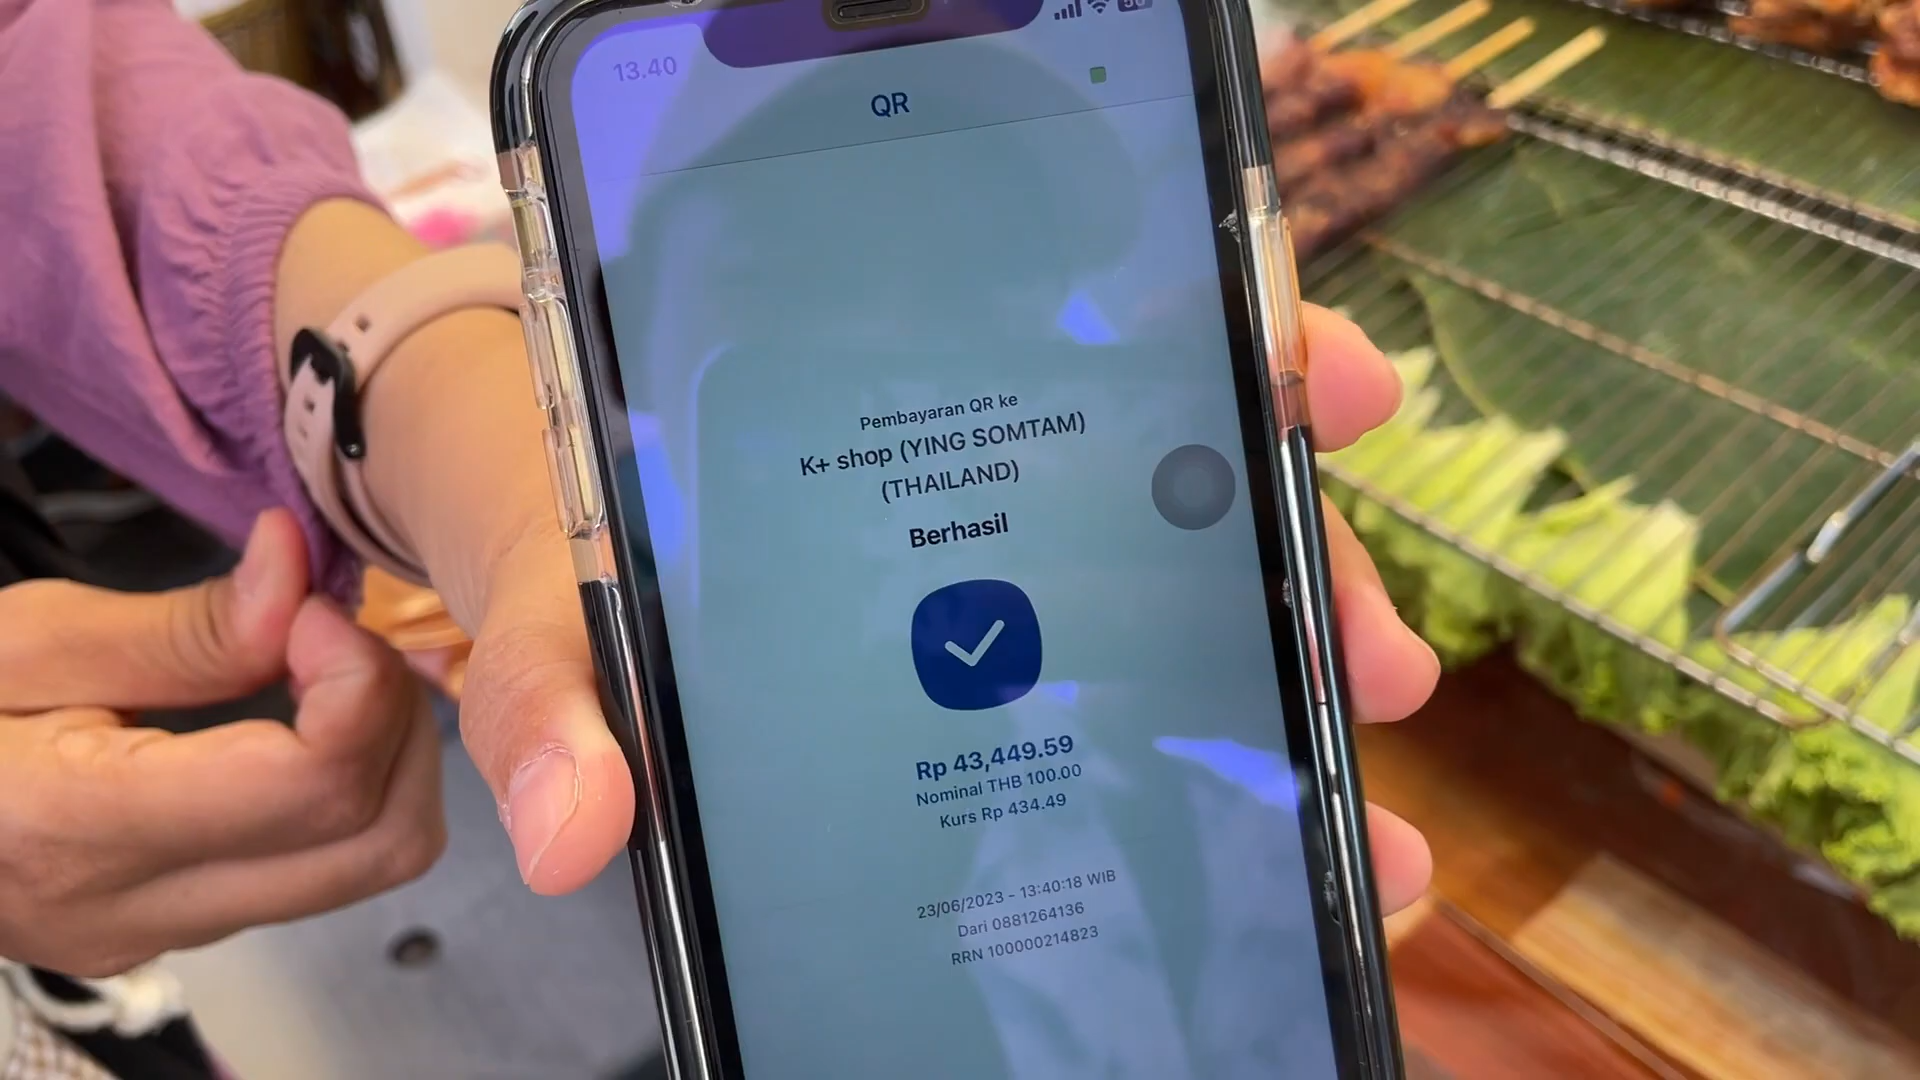 13.40
QR
Pembayaran QR ke
K+ shop (YING SOMTAM)
(THAILAND)
Berhasil
Rp 43,449.59
Nominal THB 100.00
Kurs Rp 434.49
23/06/2023 - 13:40:18 WIB
Dari 0881264136
RRN 100000214823